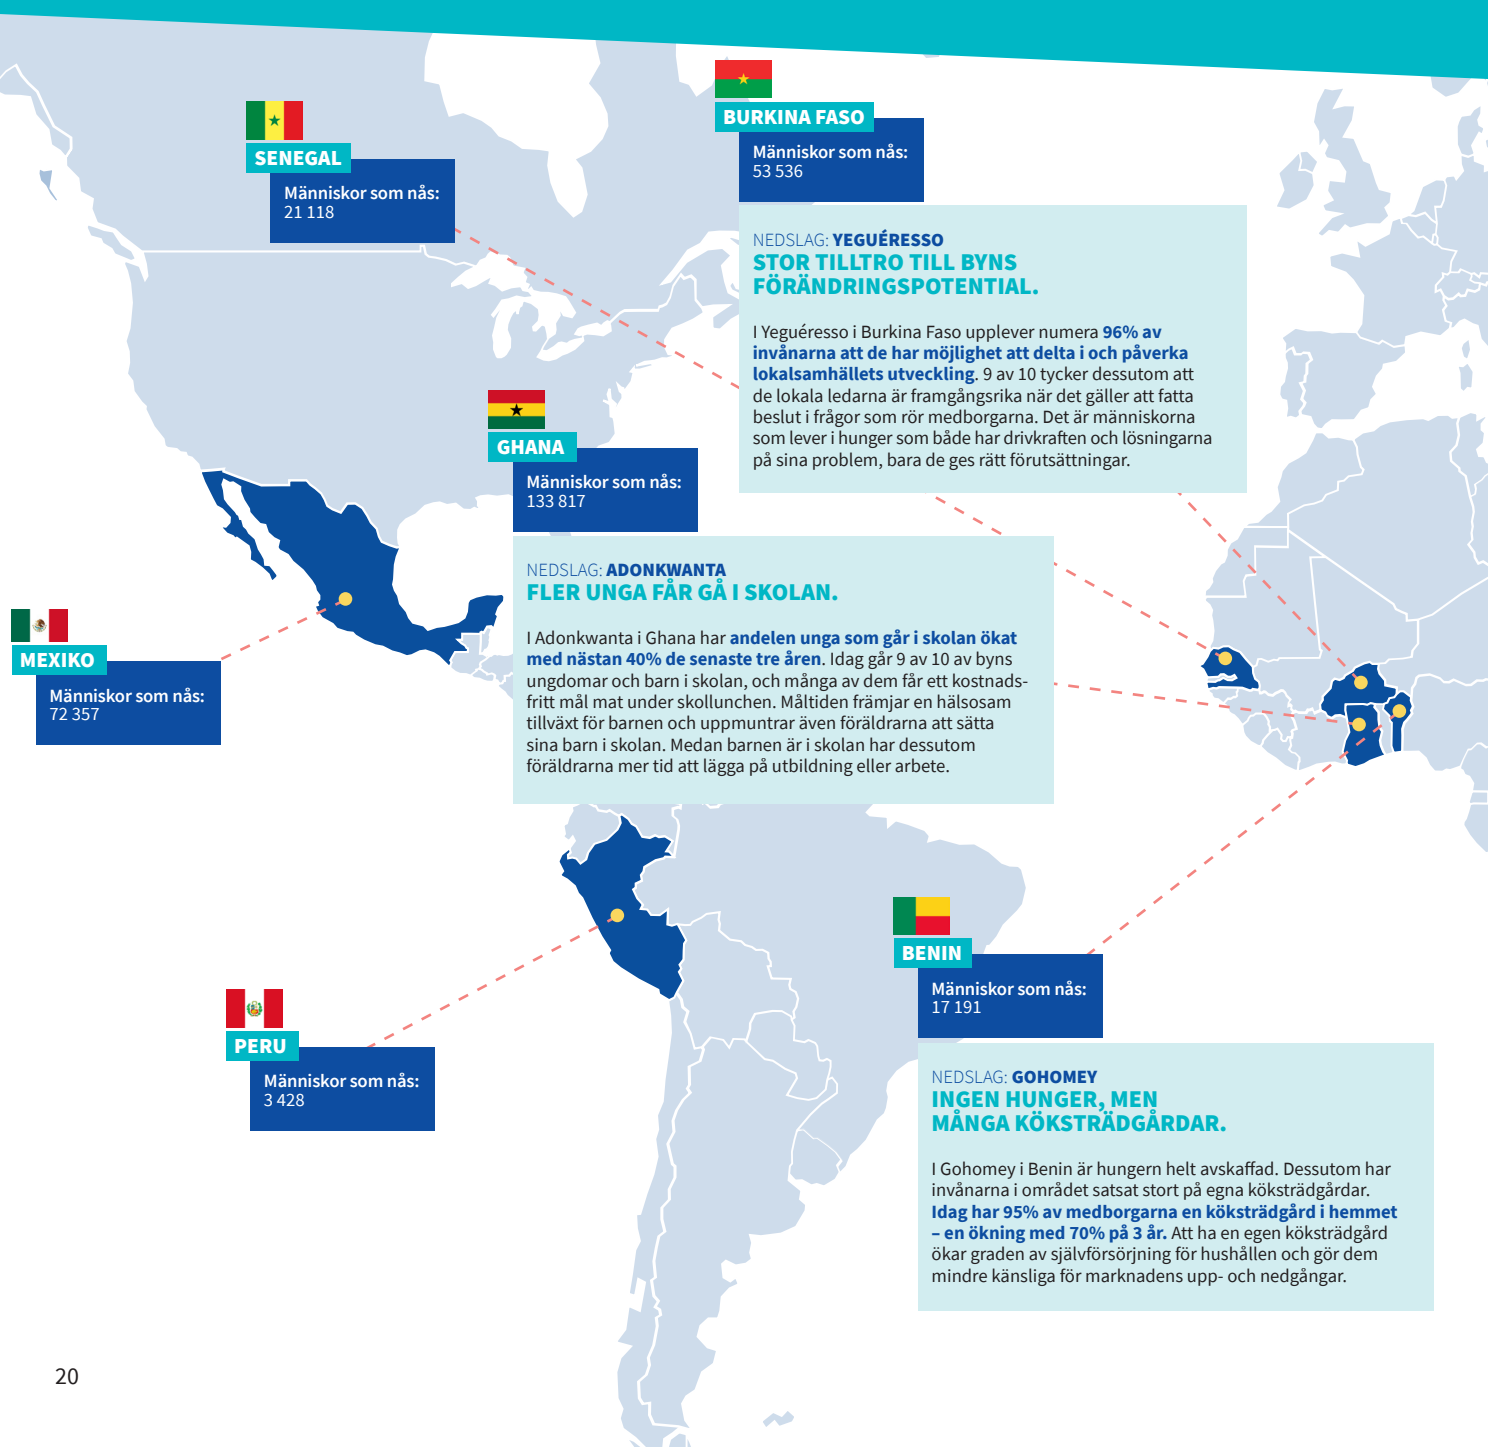 SENEGAL
Människor som nås:
21 118
BURKINA FASO
Människor som nås:
53 536
NEDSLAG: YEGUÉRESSO
STOR TILLTRO TILL BYNS
FÖRÄNDRINGSPOTENTIAL.
I Yeguéresso i Burkina Faso upplever numera 96% av
invånarna att de har möjlighet att delta i och påverka
lokalsamhällets utveckling. 9 av 10 tycker dessutom att
de lokala ledarna är framgångsrika när det gäller att fatta
beslut i frågor som rör medborgarna. Det är människorna
som lever i hunger som både har drivkraften och lösningarna
på sina problem, bara de ges rätt förutsättningar.
GHANA
Människor som nås:
133 817
NEDSLAG: ADONKWANTA
FLER UNGA FÅR GÅ I SKOLAN.
I Adonkwanta i Ghana har andelen unga som går i skolan ökat
med nästan 40% de senaste tre åren. Idag går 9 av 10 av byns
ungdomar och barn i skolan, och många av dem får ett kostnads-
fritt mål mat under skollunchen. Måltiden främjar en hälsosam
tillväxt för barnen och uppmuntrar även föräldrarna att sätta
sina barn i skolan. Medan barnen är i skolan har dessutom
föräldrarna mer tid att lägga på utbildning eller arbete.
MEXIKO
Människor som nås:
72 357
PERU
Människor som nås:
3 428
BENIN
Människor som nås:
17 191
NEDSLAG: GOHOMEY
INGEN HUNGER, MEN
MÅNGA KÖKSTRÄDGÅRDAR.
I Gohomey i Benin är hungern helt avskaffad. Dessutom har
invånarna i området satsat stort på egna köksträdgårdar.
Idag har 95% av medborgarna en köksträdgård i hemmet
– en ökning med 70% på 3 år. Att ha en egen köksträdgård
ökar graden av självförsörjning för hushållen och gör dem
mindre känsliga för marknadens upp- och nedgångar.
20